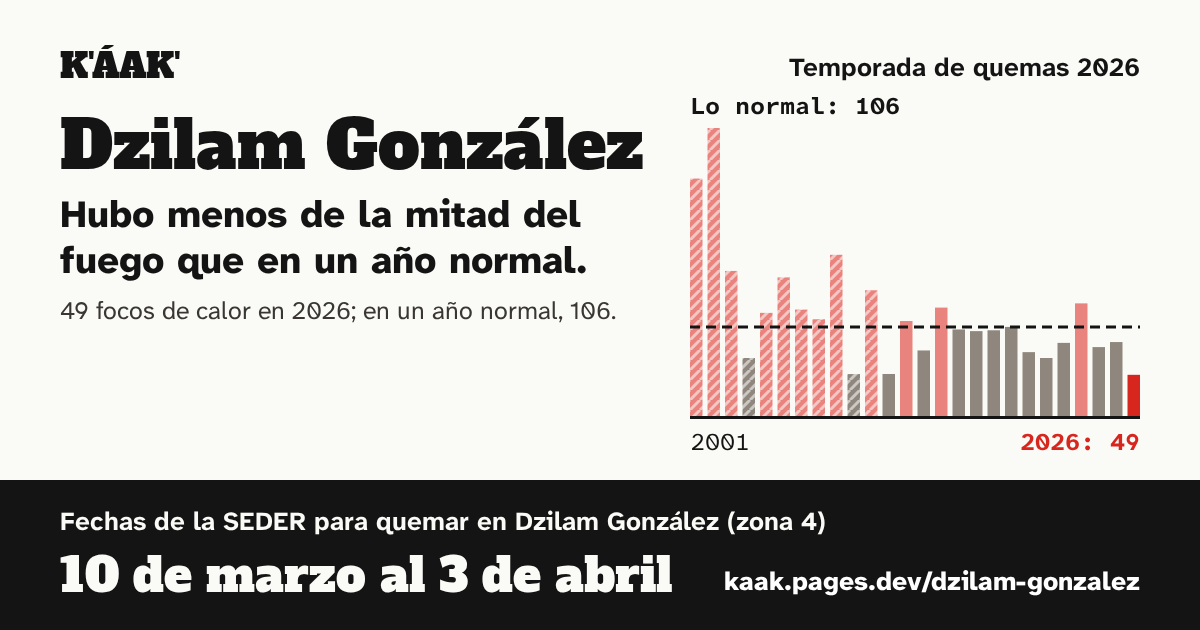 K'ÁAK'
Dzilam González
Hubo menos de la mitad del
fuego que en un año normal.
49 focos de calor en 2026; en un año normal, 106.
Temporada de quemas 2026
Lo normal: 106
2001
2026: 49
Fechas de la SEDER para quemar en Dzilam González (zona 4)
10 de marzo al 3 de abril
kaak.pages.dev/dzilam-gonzalez